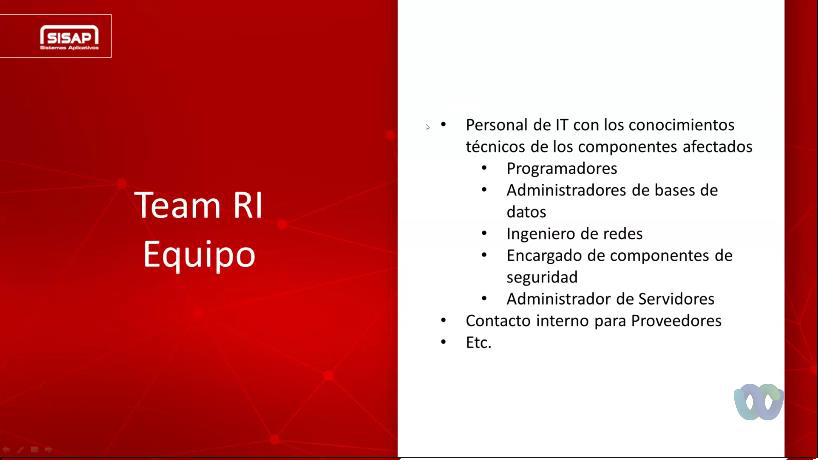 SISAP
Sistemas Aplicativos
Team RI
Equipo
• Personal de IT con los conocimientos
técnicos de los componentes afectados
• Programadores
• Administradores de bases de
datos
• Ingeniero de redes
• Encargado de componentes de
seguridad
• Administrador de Servidores
• Contacto interno para Proveedores
• Etc.